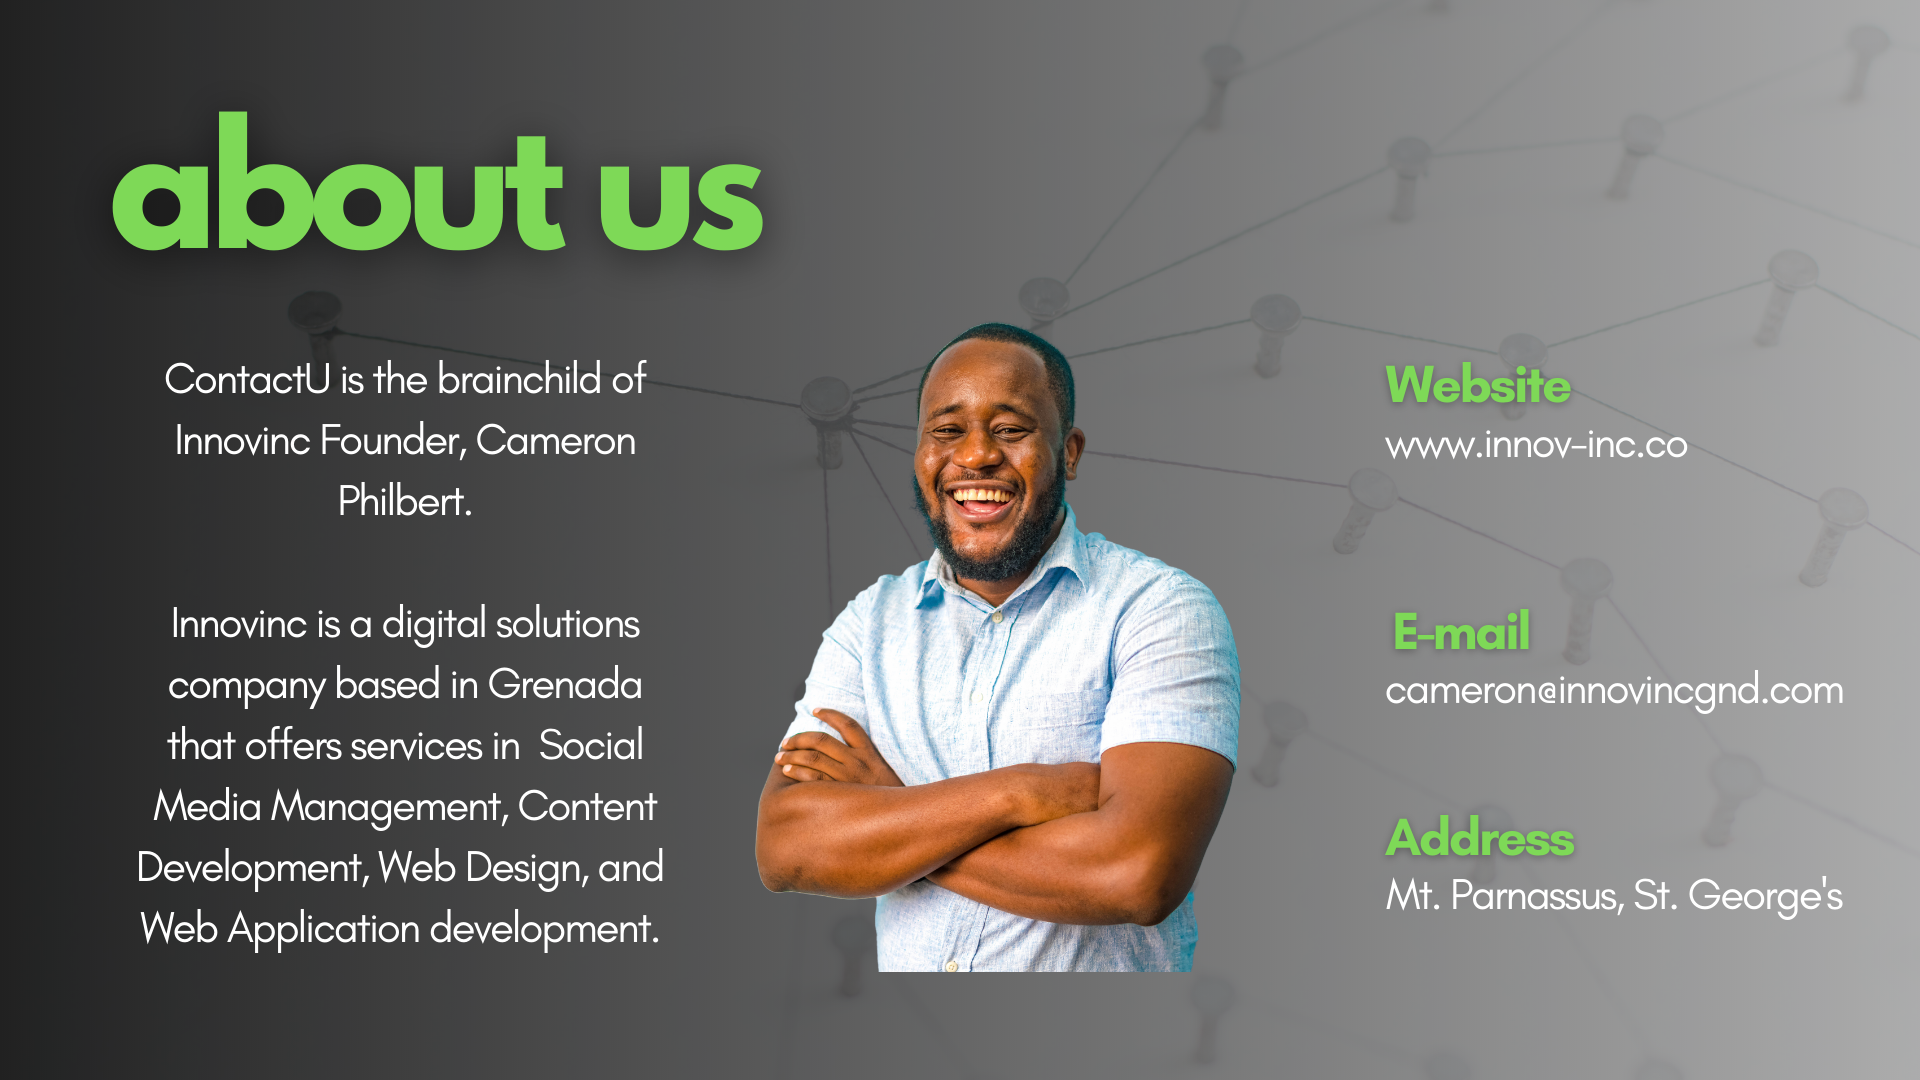 about us
ContactU is the brainchild of
Innovinc Founder, Cameron
Philbert.
Innovinc is a digital solutions
company based in Grenada
that offers services in  Social
Media Management, Content
Development, Web Design, and
Web Application development.
Website
www.innov-inc.co
E-mail
cameron@innovincgnd.com
Address
Mt. Parnassus, St. George's